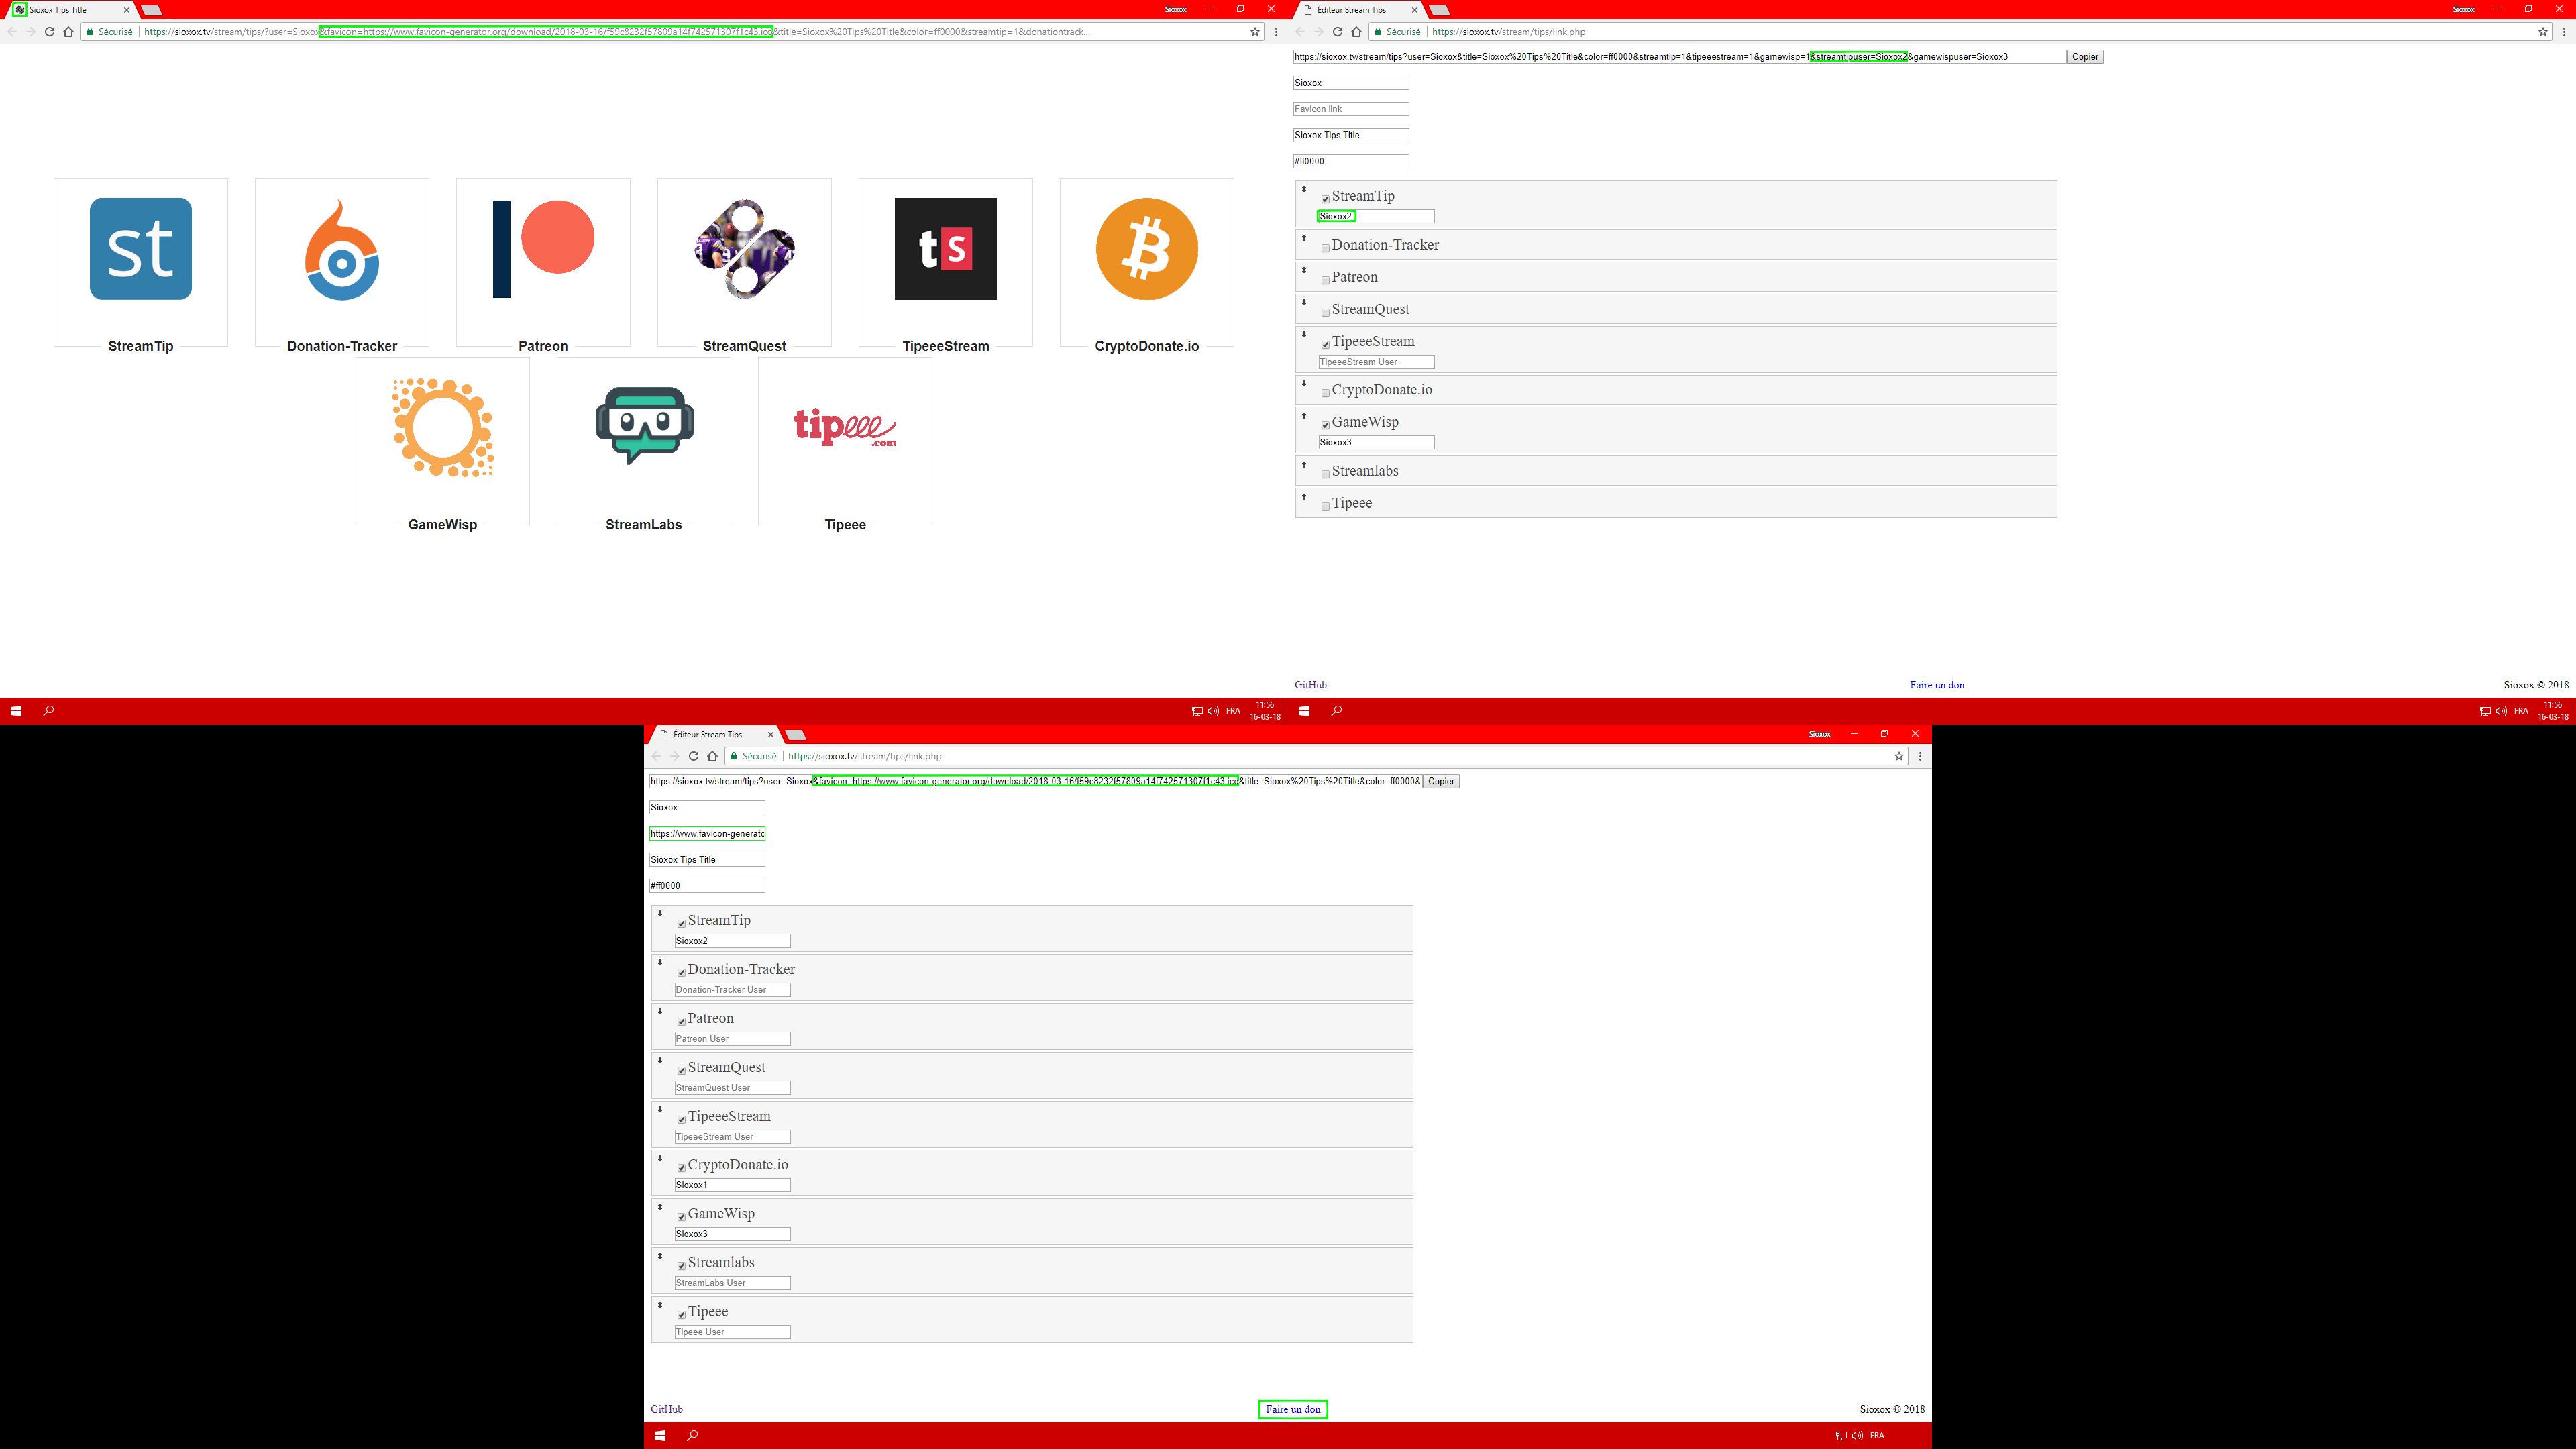 Sioxox Tips Title
Sioxox
Sécurisé
https://sioxox.tv/stream/tips/?user=Sioxox&favicon=https://www.favicon-generator.org/download/2018-03-16/f59c8232f57809a14f742571307f1c43.ico&title=Sioxox%20Tips%20Title&color=ff0000&streamtip=1&donationtrack...
st
ts
StreamTip
Donation-Tracker
Patreon
StreamQuest
TipeeeStream
CryptoDonate.io
tipeee
.com
GameWisp
StreamLabs
Tipeee
FRA
11:56
16-03-18
Éditeur Stream Tips
Sioxox
Sécurisé
https://sioxox.tv/stream/tips/link.php
https://sioxox.tv/stream/tips?user=Sioxox&title=Sioxox%20Tips%20Title&color=ff0000&streamtip=1&tipeeestream=1&gamewisp=1&streamtipuser=Sioxox2&gamewispuser=Sioxox3
Copier
Sioxox
Favicon link
Sioxox Tips Title
#ff0000
StreamTip
Sioxox2
Donation-Tracker
Patreon
StreamQuest
TipeeeStream
TipeeeStream User
CryptoDonate.io
GameWisp
Sioxox3
Streamlabs
Tipeee
GitHub
Faire un don
Sioxox © 2018
FRA
11:56
16-03-18
Éditeur Stream Tips
Sioxox
Sécurisé
https://sioxox.tv/stream/tips/link.php
https://sioxox.tv/stream/tips?user=Sioxox&favicon=https://www.favicon-generator.org/download/2018-03-16/f59c8232f57809a14f742571307f1c43.ico&title=Sioxox%20Tips%20Title&color=ff0000&
Copier
Sioxox
https://www.favicon-generato
Sioxox Tips Title
#ff0000
StreamTip
Sioxox2
Donation-Tracker
Donation-Tracker User
Patreon
Patreon User
StreamQuest
StreamQuest User
TipeeeStream
TipeeeStream User
CryptoDonate.io
Sioxox1
GameWisp
Sioxox3
Streamlabs
StreamLabs User
Tipeee
Tipeee User
GitHub
Faire un don
Sioxox © 2018
FRA